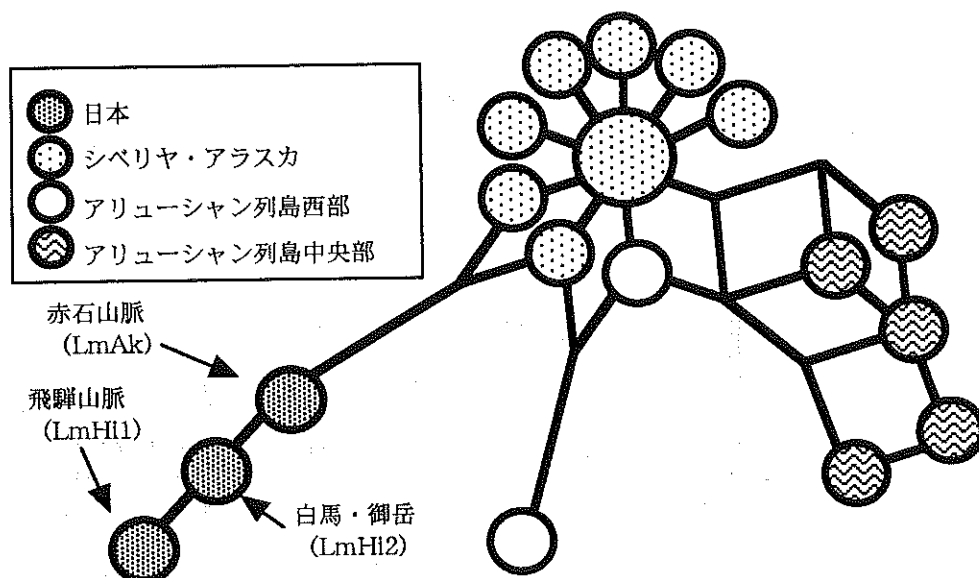 日本
シベリヤ・アラスカ
アリューシャン列島西部
アリューシャン列島中央部
赤石山脈
(LmAk)
飛騨山脈
(LmHi1)
白馬・御岳
(LmHi2)